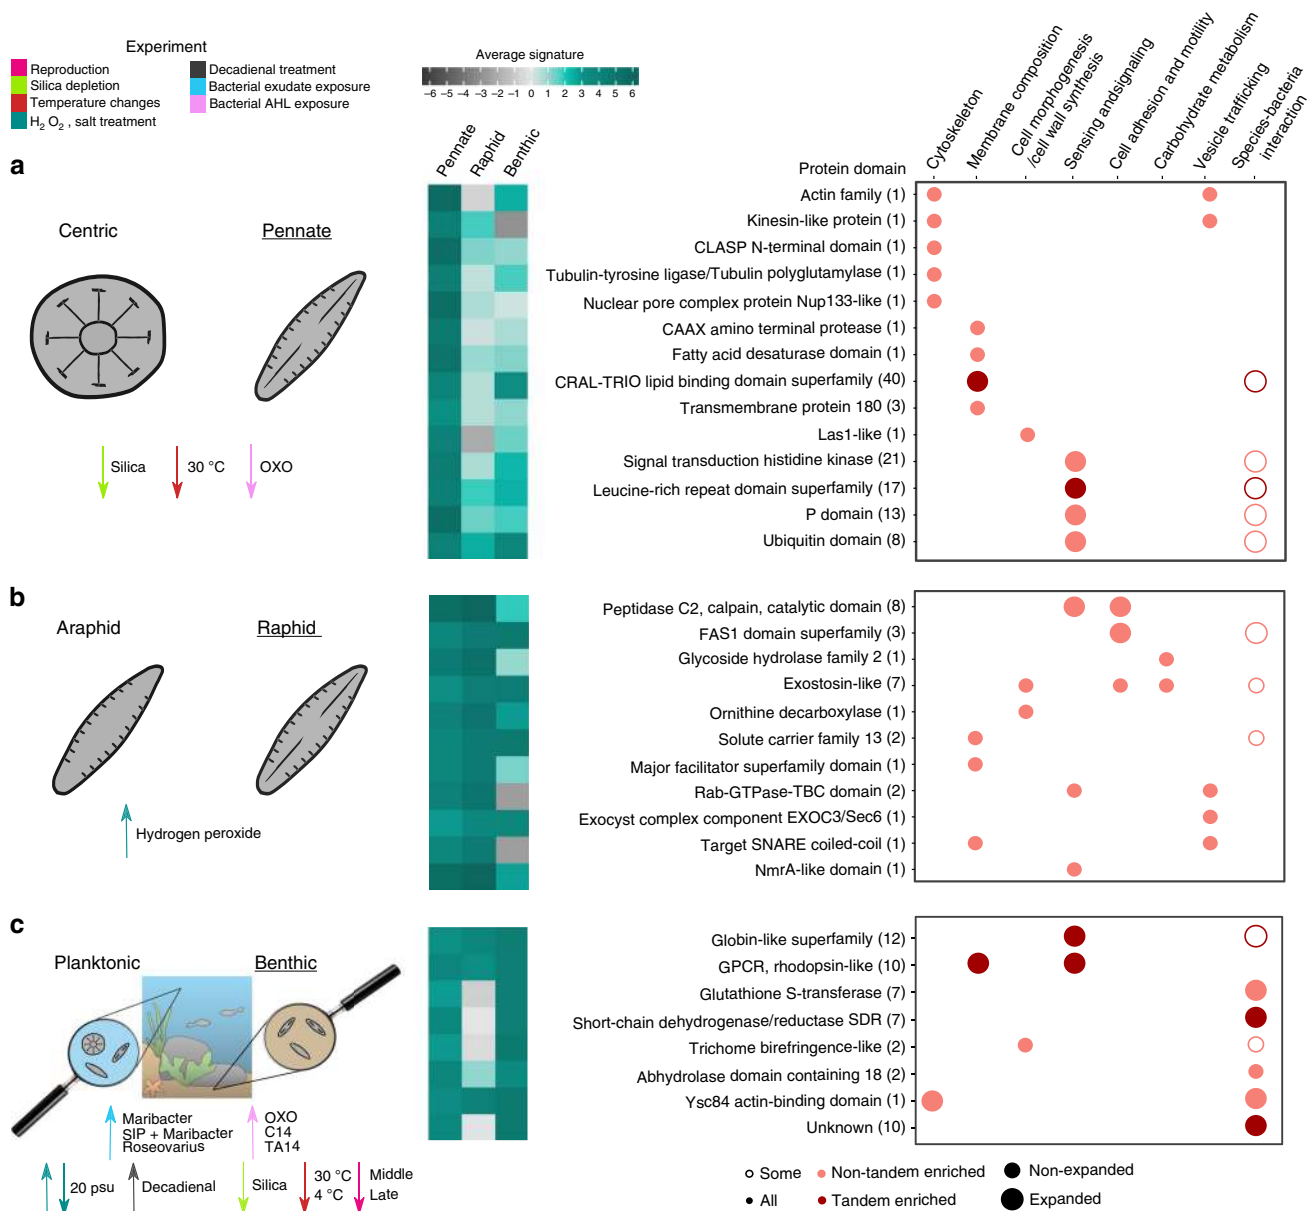 Experiment
Reproduction
Silica depletion
Temperature changes
H2 O2 , salt treatment
Decadienal treatment
Bacterial exudate exposure
Bacterial AHL exposure
Average signature
−6 −5 −4 −3 −2 −1 0 1 2 3 4 5 6
Pennate
Raphid
Benthic
Protein domain
Cytoskeleton
Membrane composition
Cell morphogenesis
/cell wall synthesis
Sensing andsignaling
Cell adhesion and motility
Carbohydrate metabolism
Vesicle trafficking
Species-bacteria
interaction
a
Centric
Pennate
Silica
30 °C
OXO
Actin family (1)
Kinesin-like protein (1)
CLASP N-terminal domain (1)
Tubulin-tyrosine ligase/Tubulin polyglutamylase (1)
Nuclear pore complex protein Nup133-like (1)
CAAX amino terminal protease (1)
Fatty acid desaturase domain (1)
CRAL-TRIO lipid binding domain superfamily (40)
Transmembrane protein 180 (3)
Las1-like (1)
Signal transduction histidine kinase (21)
Leucine-rich repeat domain superfamily (17)
P domain (13)
Ubiquitin domain (8)
b
Araphid
Raphid
Hydrogen peroxide
Peptidase C2, calpain, catalytic domain (8)
FAS1 domain superfamily (3)
Glycoside hydrolase family 2 (1)
Exostosin-like (7)
Ornithine decarboxylase (1)
Solute carrier family 13 (2)
Major facilitator superfamily domain (1)
Rab-GTPase-TBC domain (2)
Exocyst complex component EXOC3/Sec6 (1)
Target SNARE coiled-coil (1)
NmrA-like domain (1)
c
Planktonic
Benthic
Maribacter
SIP + Maribacter
Roseovarius
OXO
C14
TA14
20 psu
Decadienal
Silica
30 °C
4 °C
Middle
Late
Globin-like superfamily (12)
GPCR, rhodopsin-like (10)
Glutathione S-transferase (7)
Short-chain dehydrogenase/reductase SDR (7)
Trichome birefringence-like (2)
Abhydrolase domain containing 18 (2)
Ysc84 actin-binding domain (1)
Unknown (10)
Some
Non-tandem enriched
Non-expanded
All
Tandem enriched
Expanded